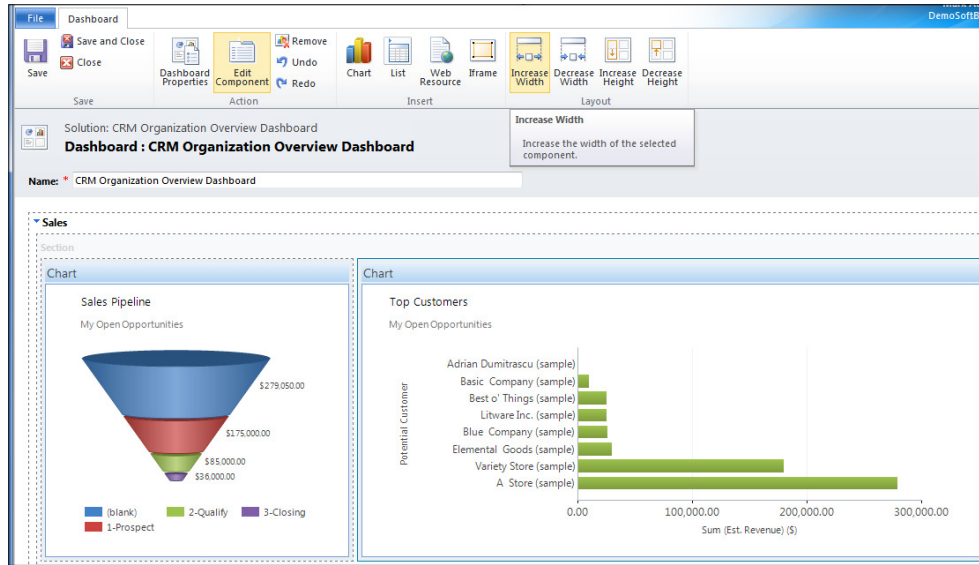 File Dashboard
DemoSoftB
Save
Save and Close
Close
Dashboard Properties
Edit Component
Remove
Undo
Redo
Chart
List
Web Resource
Iframe
Increase Width
Decrease Width
Increase Height
Decrease Height
Save Action Insert Layout
Increase Width
Increase the width of the selected
component.
Solution: CRM Organization Overview Dashboard
Dashboard : CRM Organization Overview Dashboard
Name: * CRM Organization Overview Dashboard
Sales
Section
Chart
Sales Pipeline
My Open Opportunities
$279,050.00
$175,000.00
$85,000.00
$36,000.00
(blank) 2-Qualify 3-Closing
1-Prospect
Chart
Top Customers
My Open Opportunities
Potential Customer
Adrian Dumitrascu (sample)
Basic Company (sample)
Best o' Things (sample)
Litware Inc. (sample)
Blue Company (sample)
Elemental Goods (sample)
Variety Store (sample)
A Store (sample)
0.00 100,000.00 200,000.00 300,000.00
Sum (Est. Revenue) ($)